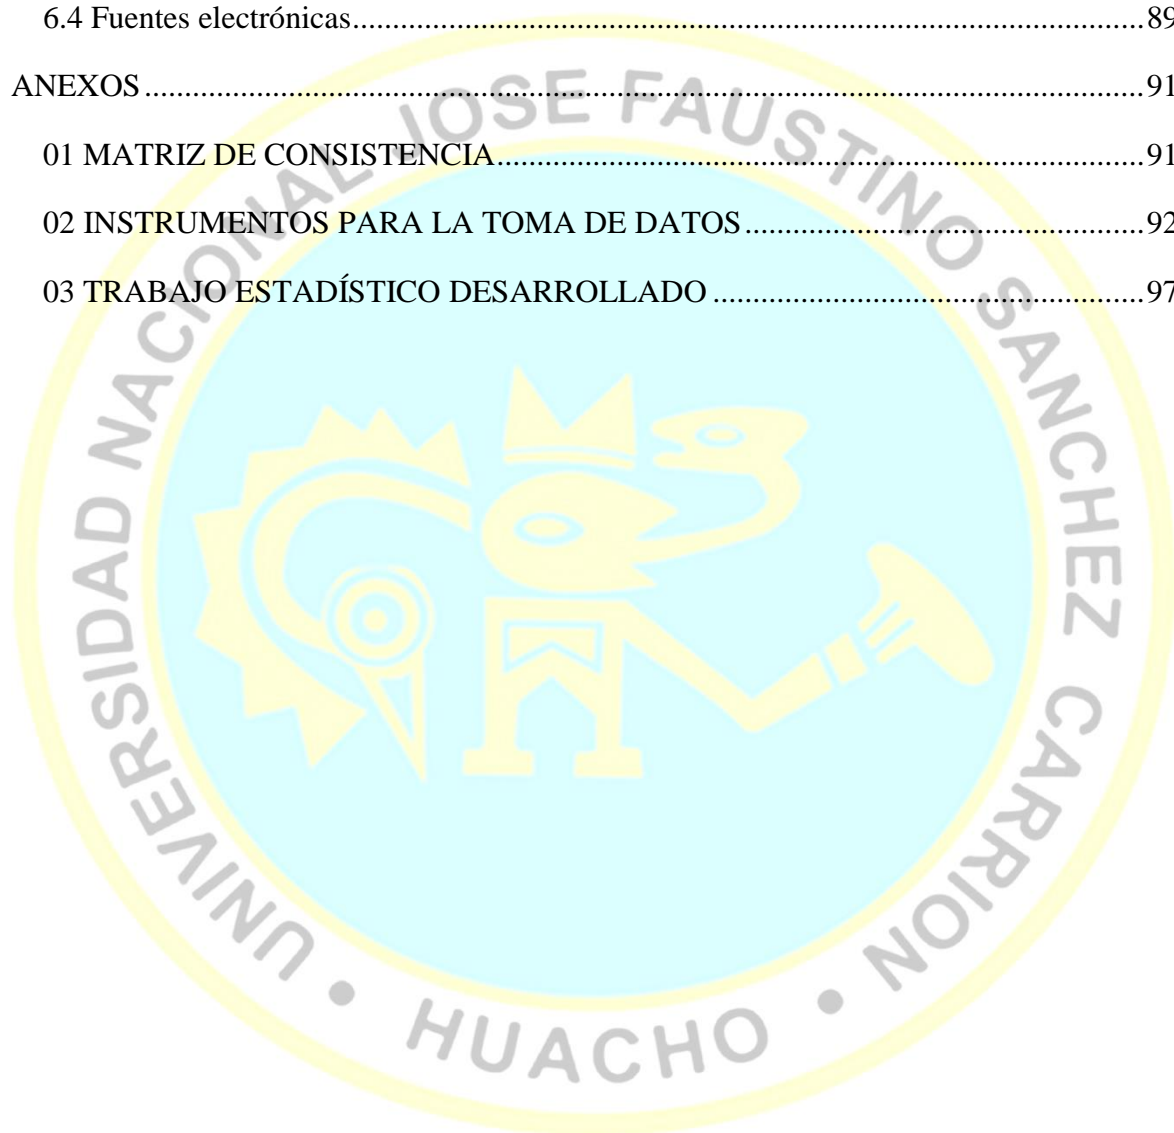 6.4 Fuentes electrónicas....................................................................................................89
ANEXOS..............................................................................................................................91
01 MATRIZ DE CONSISTENCIA..................................................................................91
02 INSTRUMENTOS PARA LA TOMA DE DATOS..................................................92
03 TRABAJO ESTADÍSTICO DESARROLLADO......................................................97
UNIVERSIDAD NACIONAL JOSE FAUSTINO SANCHEZ CARRION • HUACHO •